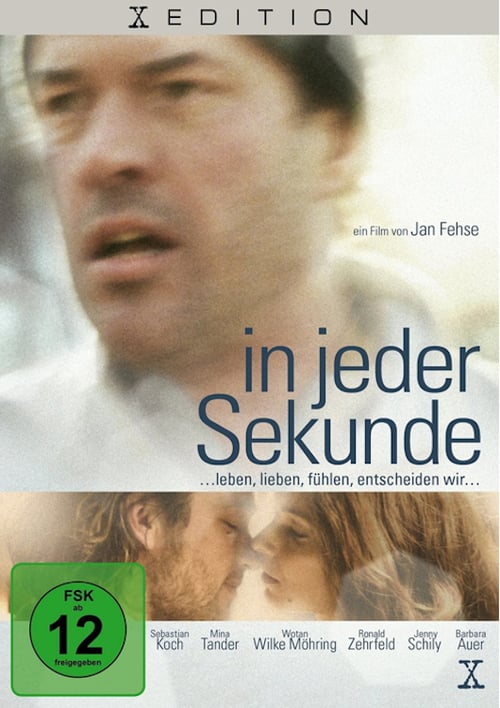 X EDITION
ein Film von Jan Fehse
in jeder
Sekunde
...leben, lieben, fühlen, entscheiden wir...
FSK
ab
12
freigegeben
Sebastian Koch
Mina Tander
Wotan Wilke Möhring
Ronald Zehrfeld
Jenny Schily
Barbara Auer
X